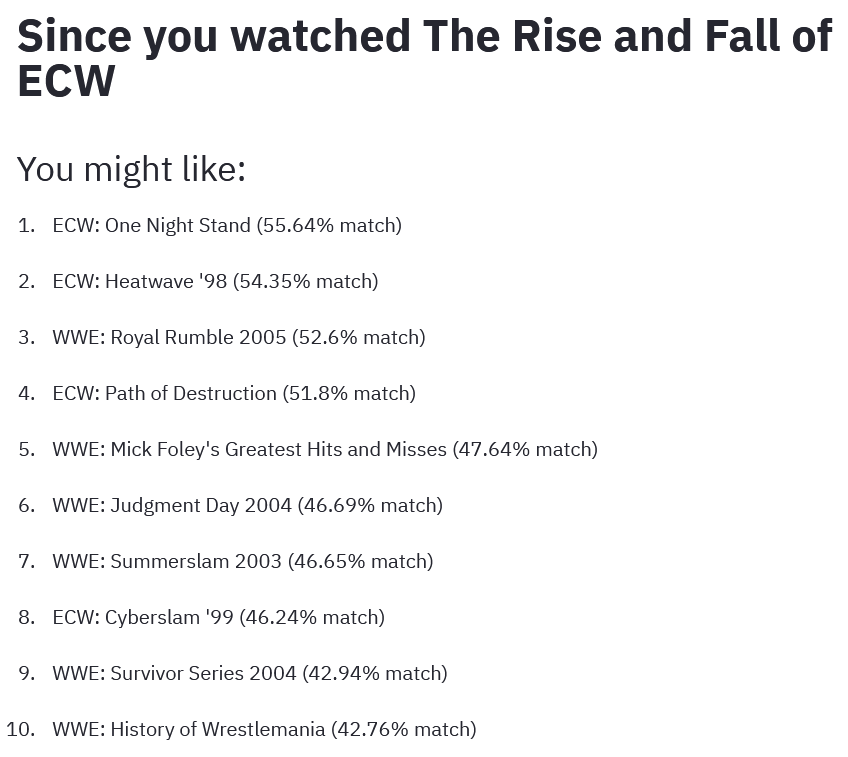 Since you watched The Rise and Fall of
ECW
You might like:
1. ECW: One Night Stand (55.64% match)
2. ECW: Heatwave '98 (54.35% match)
3. WWE: Royal Rumble 2005 (52.6% match)
4. ECW: Path of Destruction (51.8% match)
5. WWE: Mick Foley's Greatest Hits and Misses (47.64% match)
6. WWE: Judgment Day 2004 (46.69% match)
7. WWE: Summerslam 2003 (46.65% match)
8. ECW: Cyberslam '99 (46.24% match)
9. WWE: Survivor Series 2004 (42.94% match)
10. WWE: History of Wrestlemania (42.76% match)